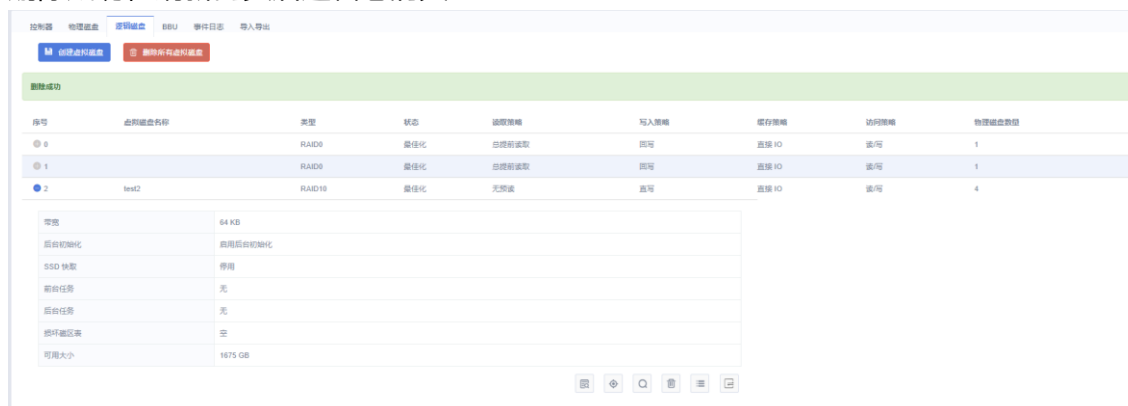 控制器 物理磁盘 逻辑磁盘 BBU 事件日志 导入导出
创建虚拟磁盘 删除所有虚拟磁盘
删除成功
序号 虚拟磁盘名称 类型 状态 读取策略 写入策略 缓存策略 访问策略 物理磁盘数量
0 RAID0 最佳化 总提前读取 回写 直接 IO 读/写 1
1 RAID0 最佳化 总提前读取 回写 直接 IO 读/写 1
2 test2 RAID10 最佳化 无预读 直写 直接 IO 读/写 4
带宽 64 KB
后台初始化 启用后台初始化
SSD 快取 停用
前台任务 无
后台任务 无
损坏磁区表 空
可用大小 1675 GB